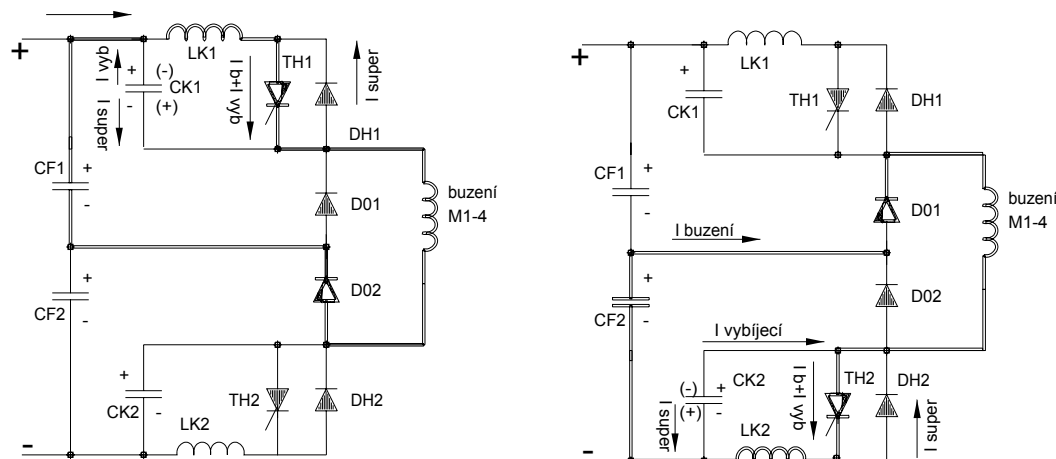 +
LK1
TH1
I vyb
I super
+ (-)
CK1
- (+)
I b+I vyb
I super
DH1
CF1
+
-
D01
buzení
M1-4
+
CF2
-
D02
+
CK2
-
TH2
DH2
LK2
-
+
LK1
+
CK1
TH1
DH1
CF1
+
-
D01
buzení
M1-4
I buzení
+
CF2
-
D02
I vybíjecí
(-) +
CK2
(+) -
I super
I b+I vyb
TH2
DH2
I super
LK2
-